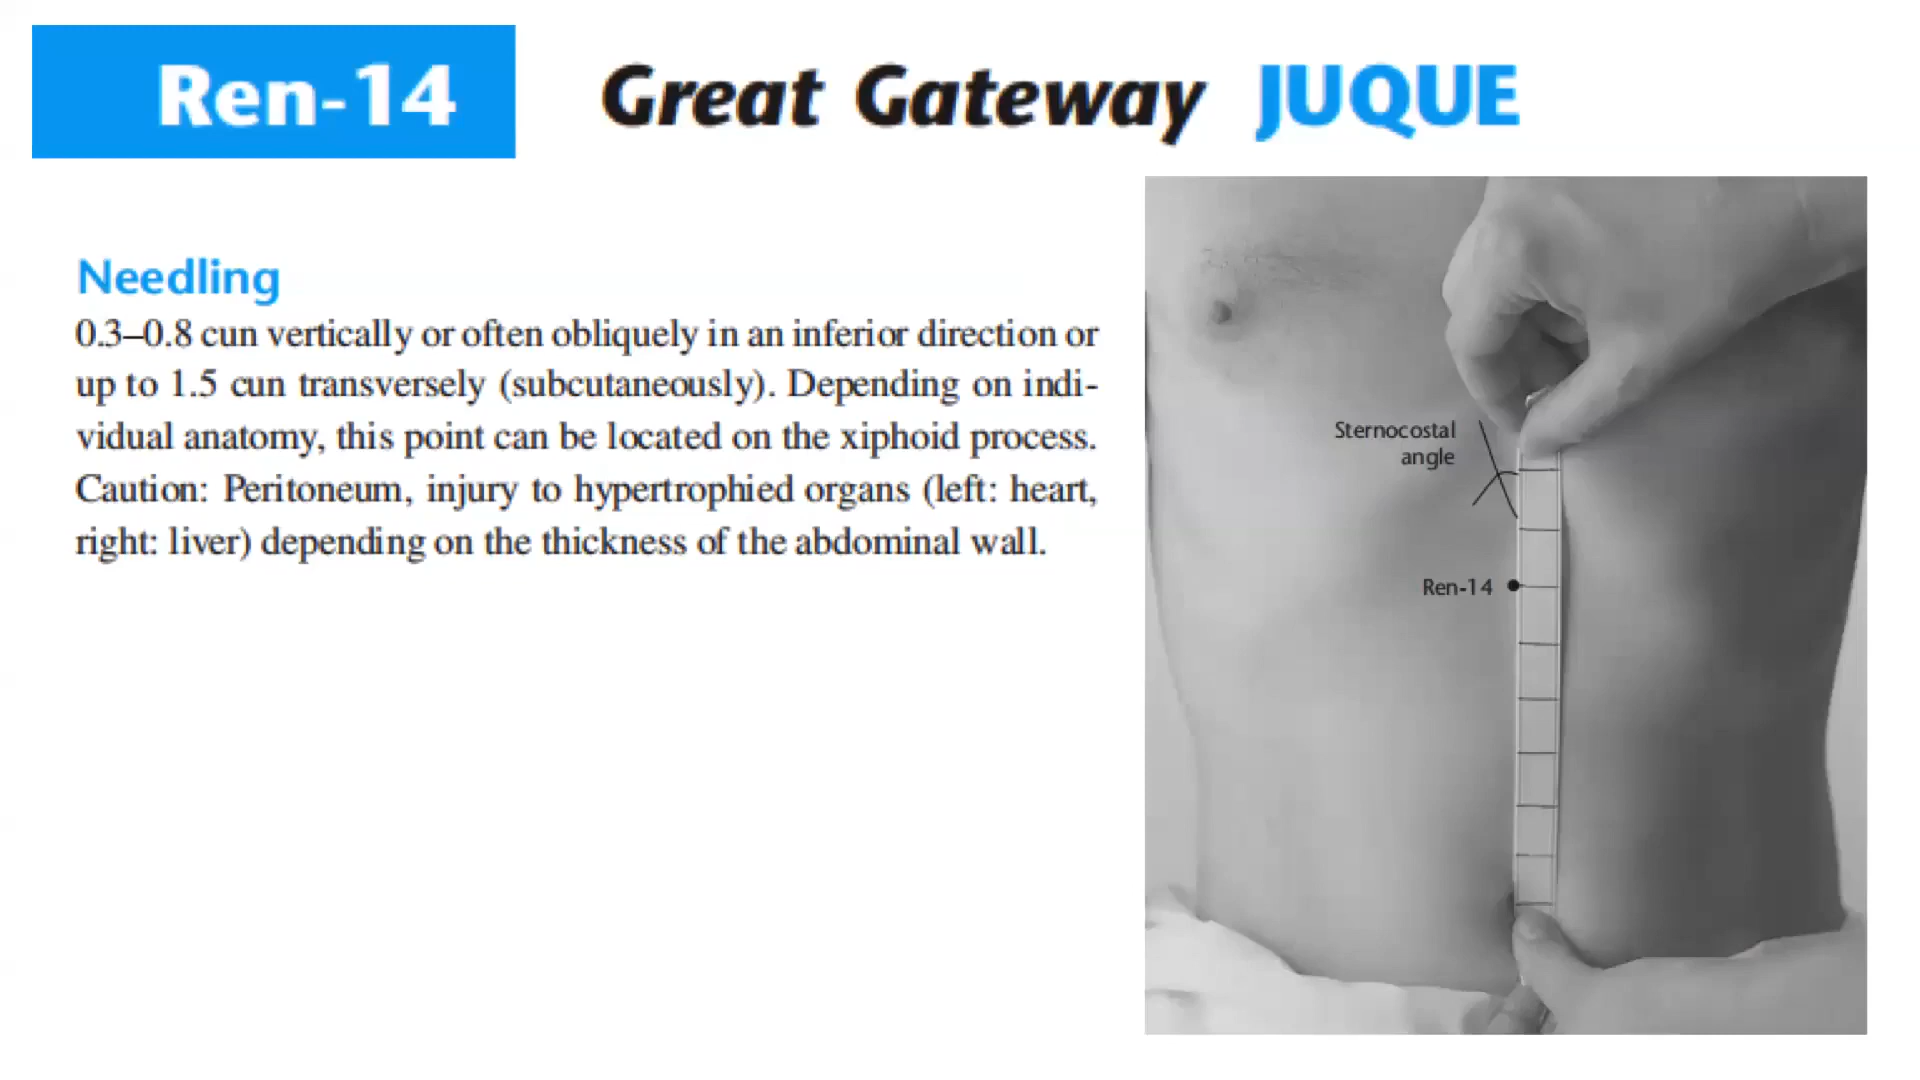 Ren-14 Great Gateway JUQUE
Needling
0.3–0.8 cun vertically or often obliquely in an inferior direction or
up to 1.5 cun transversely (subcutaneously). Depending on indi-
vidual anatomy, this point can be located on the xiphoid process.
Caution: Peritoneum, injury to hypertrophied organs (left: heart,
right: liver) depending on the thickness of the abdominal wall.
Sternocostal
angle
Ren-14